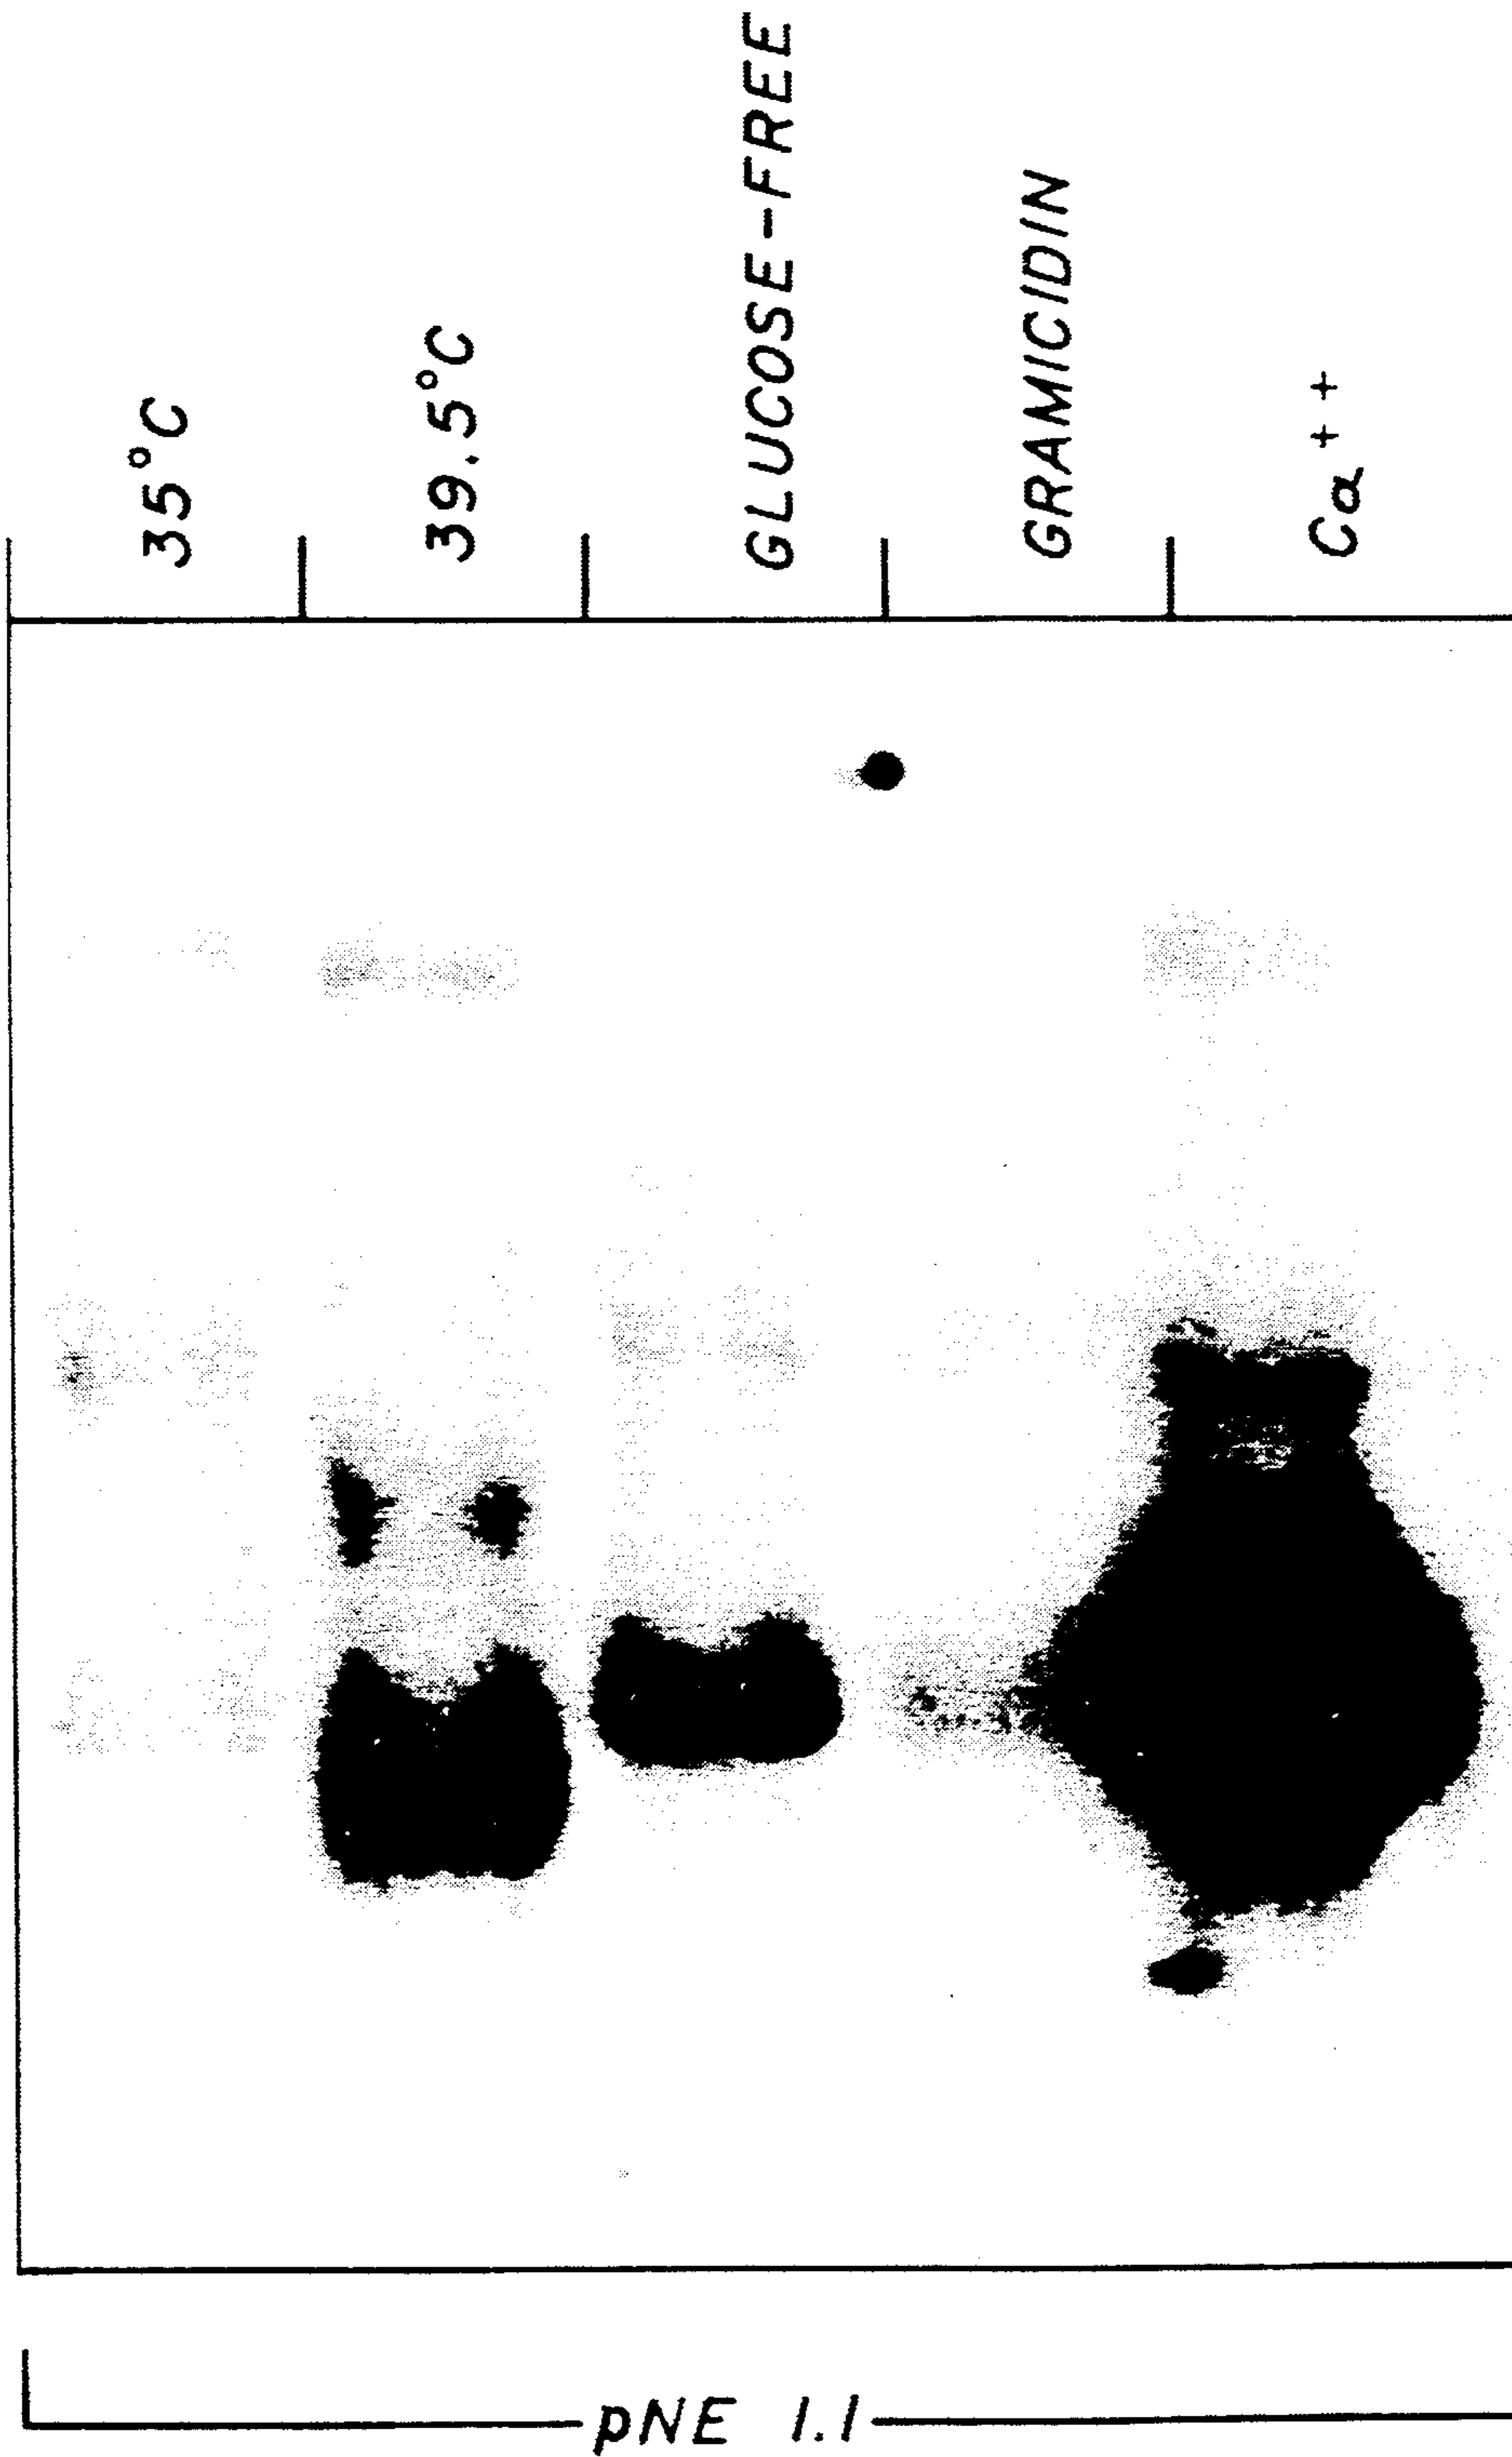 35°C
39.5°C
GLUCOSE-FREE
GRAMICIDIN
Ca++
pNE 1.1